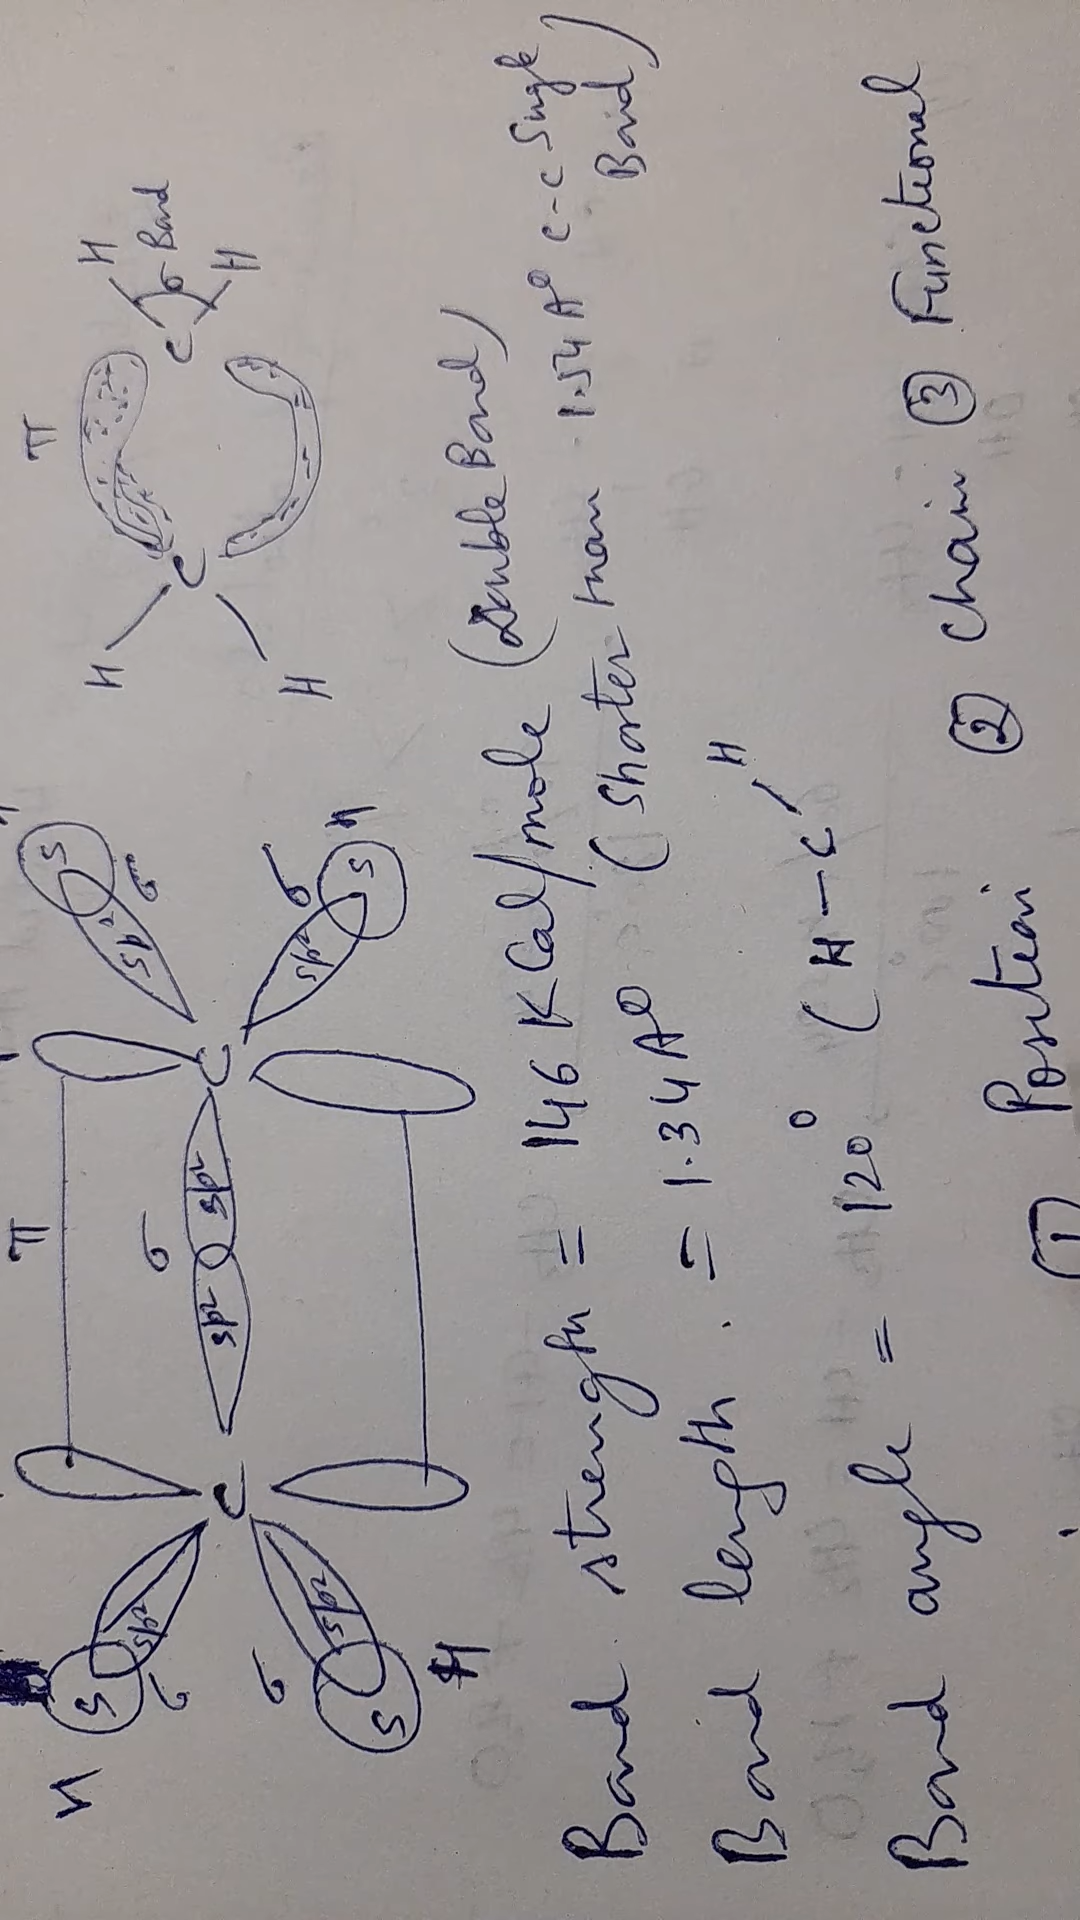 π
σ
sp² sp²
S sp² σ
S sp² σ
sp² S σ
sp² S σ
C C
H
H
H
π
H C C H
H H
σ Bond
Bond strength = 146 K Cal/mole (Double Bond)
Bond length = 1.34 A° (Shorter than 1.54 A° C-C Single Bond)
Bond angle = 120° (H-C H
① Position ② Chain ③ Functional